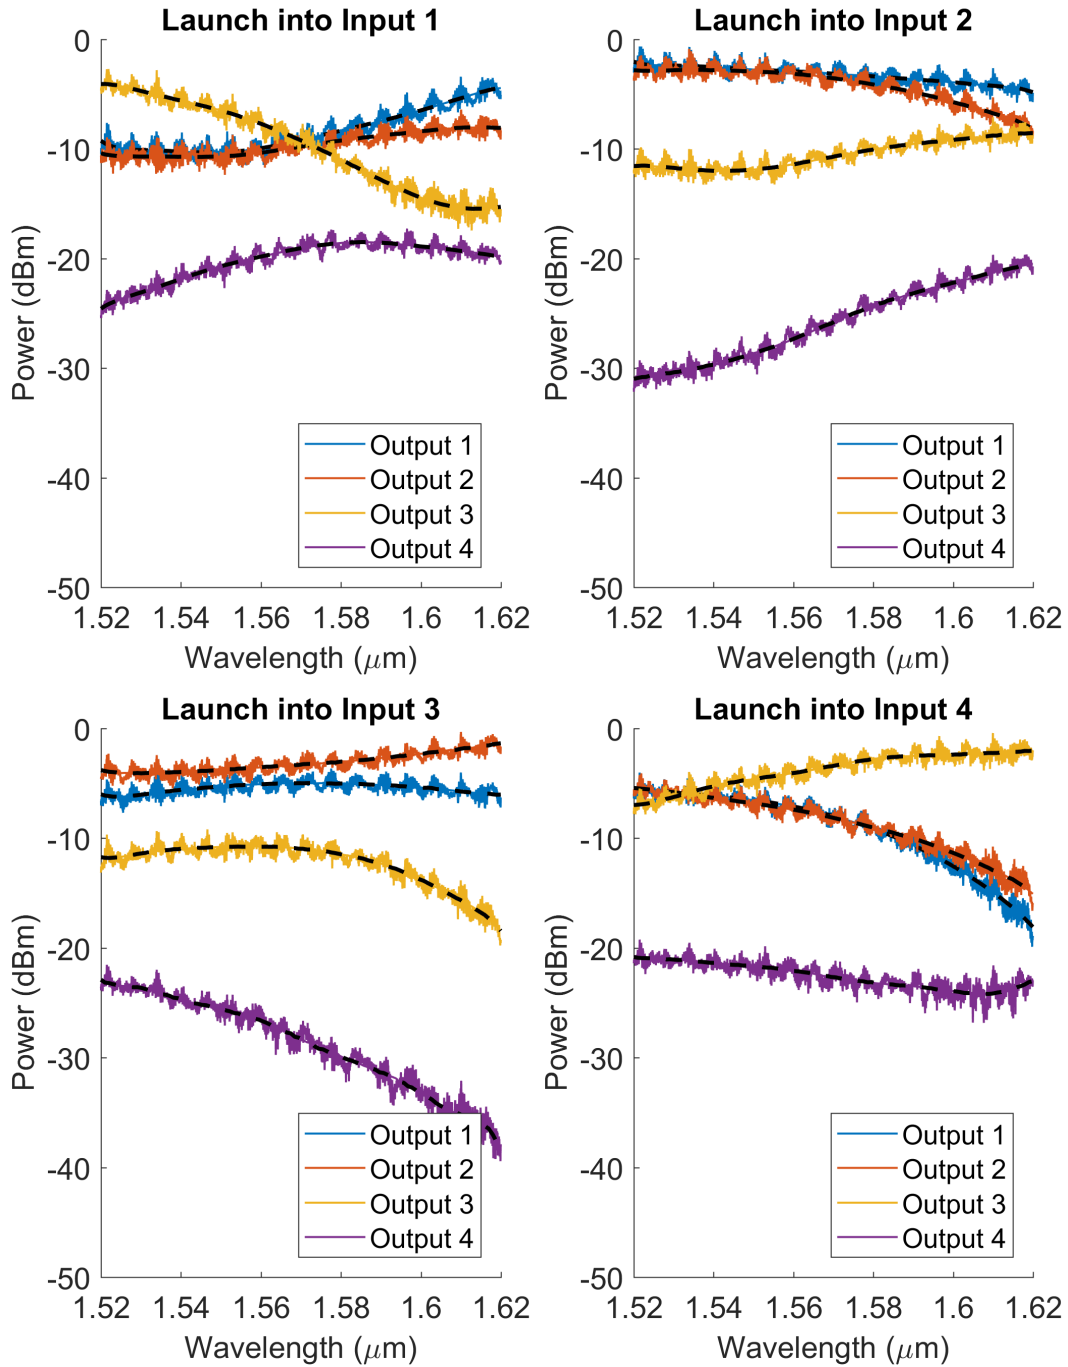 Launch into Input 1
0
-10
-20
-30
-40
-50
Power (dBm)
Output 1
Output 2
Output 3
Output 4
1.52 1.54 1.56 1.58 1.6 1.62
Wavelength (μm)
Launch into Input 2
0
-10
-20
-30
-40
-50
Power (dBm)
Output 1
Output 2
Output 3
Output 4
1.52 1.54 1.56 1.58 1.6 1.62
Wavelength (μm)
Launch into Input 3
0
-10
-20
-30
-40
-50
Power (dBm)
Output 1
Output 2
Output 3
Output 4
1.52 1.54 1.56 1.58 1.6 1.62
Wavelength (μm)
Launch into Input 4
0
-10
-20
-30
-40
-50
Power (dBm)
Output 1
Output 2
Output 3
Output 4
1.52 1.54 1.56 1.58 1.6 1.62
Wavelength (μm)